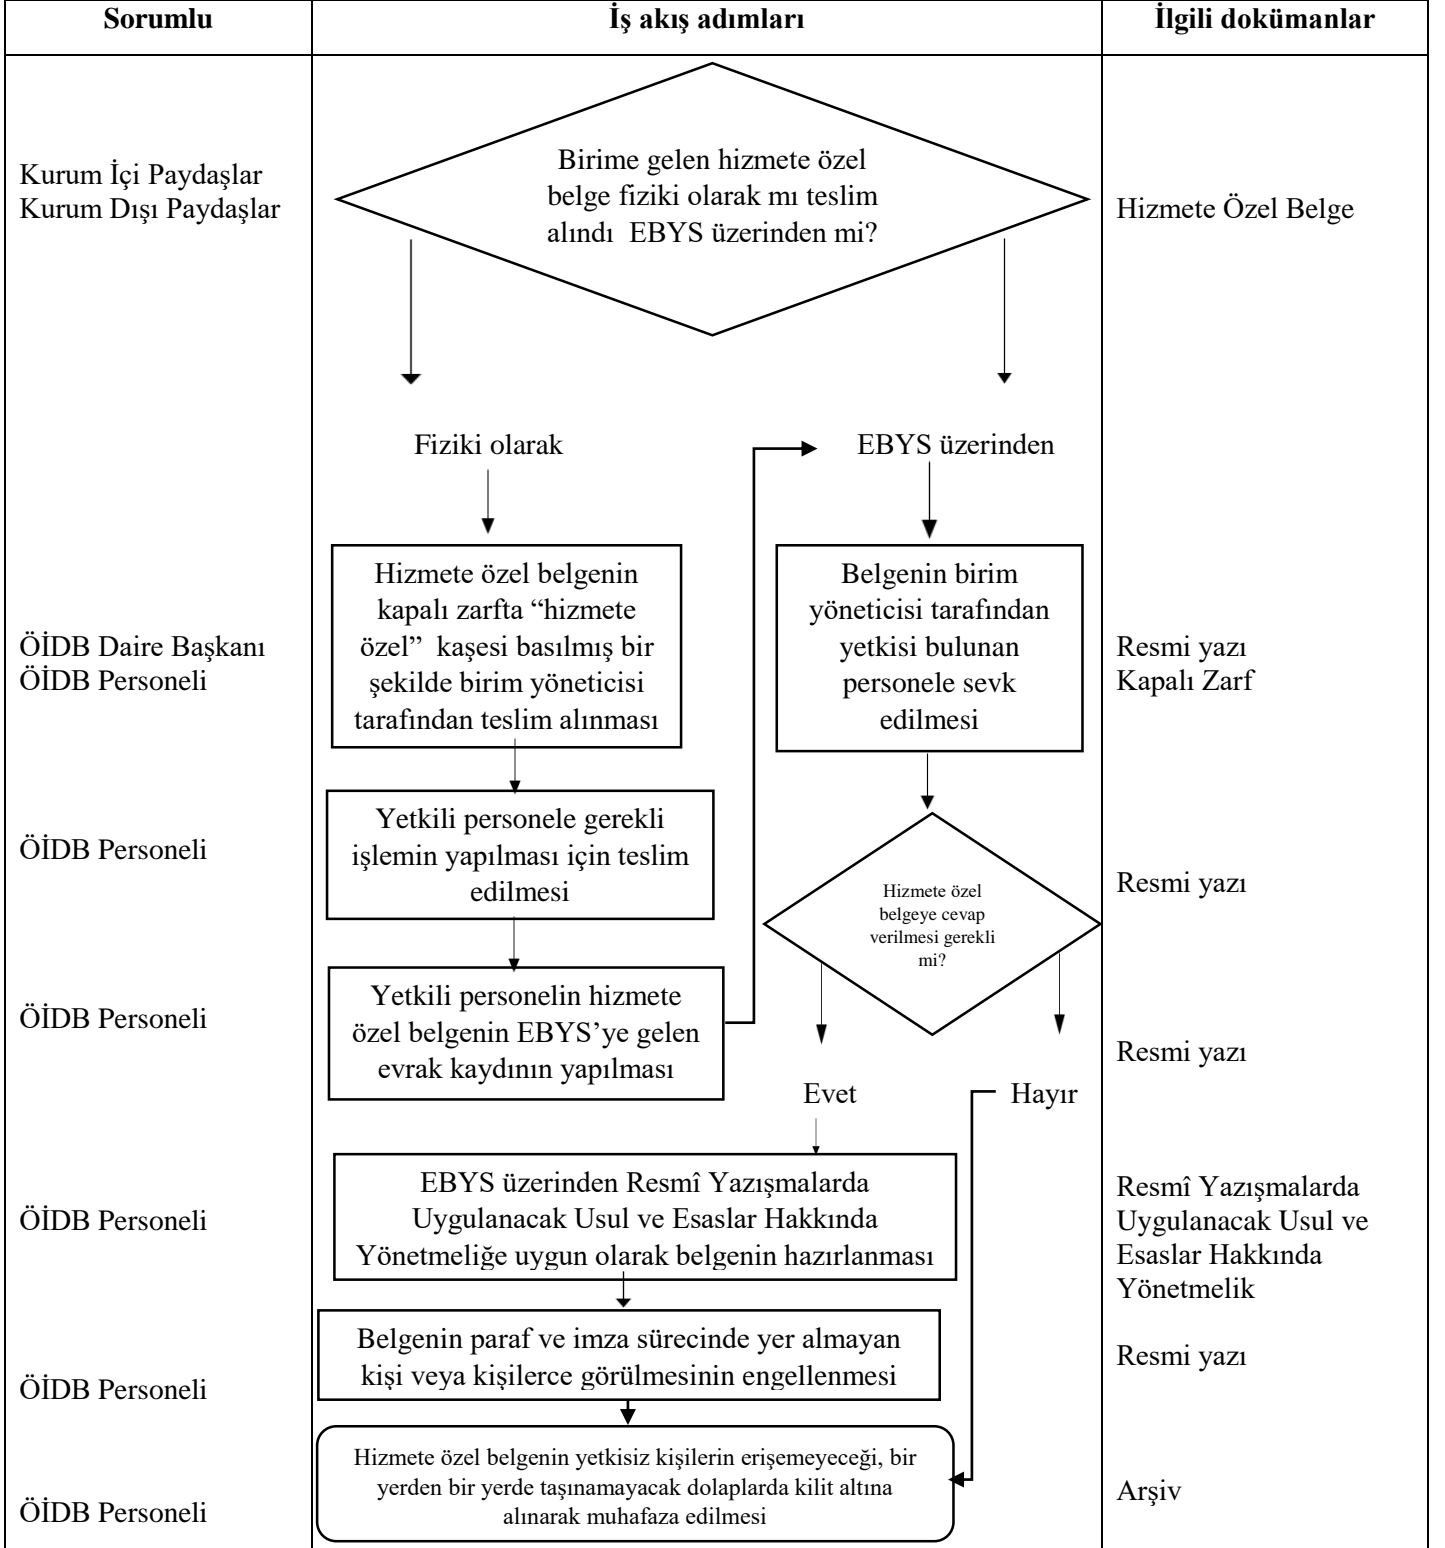 Sorumlu
İş akış adımları
İlgili dokümanlar
Kurum İçi Paydaşlar
Kurum Dışı Paydaşlar
Birime gelen hizmete özel
belge fiziki olarak mı teslim
alındı  EBYS üzerinden mi?
Hizmete Özel Belge
Fiziki olarak
EBYS üzerinden
ÖİDB Daire Başkanı
ÖİDB Personeli
Hizmete özel belgenin
kapalı zarfta “hizmete
özel”  kaşesi basılmış bir
şekilde birim yöneticisi
tarafından teslim alınması
Belgenin birim
yöneticisi tarafından
yetkisi bulunan
personele sevk
edilmesi
Resmi yazı
Kapalı Zarf
ÖİDB Personeli
Yetkili personele gerekli
işlemin yapılması için teslim
edilmesi
Hizmete özel
belgeye cevap
verilmesi gerekli
mi?
Resmi yazı
ÖİDB Personeli
Yetkili personelin hizmete
özel belgenin EBYS’ye gelen
evrak kaydının yapılması
Resmi yazı
Evet
Hayır
ÖİDB Personeli
EBYS üzerinden Resmî Yazışmalarda
Uygulanacak Usul ve Esaslar Hakkında
Yönetmeliğe uygun olarak belgenin hazırlanması
Resmî Yazışmalarda
Uygulanacak Usul ve
Esaslar Hakkında
Yönetmelik
ÖİDB Personeli
Belgenin paraf ve imza sürecinde yer almayan
kişi veya kişilerce görülmesinin engellenmesi
Resmi yazı
ÖİDB Personeli
Hizmete özel belgenin yetkisiz kişilerin erişemeyeceği, bir
yerden bir yerde taşınamayacak dolaplarda kilit altına
alınarak muhafaza edilmesi
Arşiv